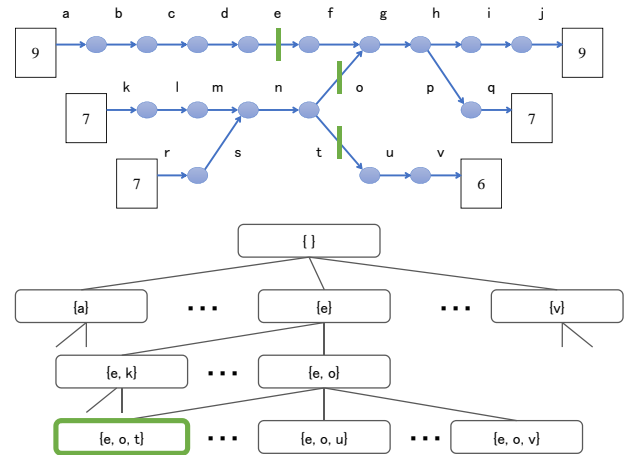 a b c d e f g h i j
9 9
k l m n o p q
7 7
r s t u v
7 6
{ }
{a} ··· {e} ··· {v}
{e, k} ··· {e, o}
{e, o, t} ··· {e, o, u} ··· {e, o, v}